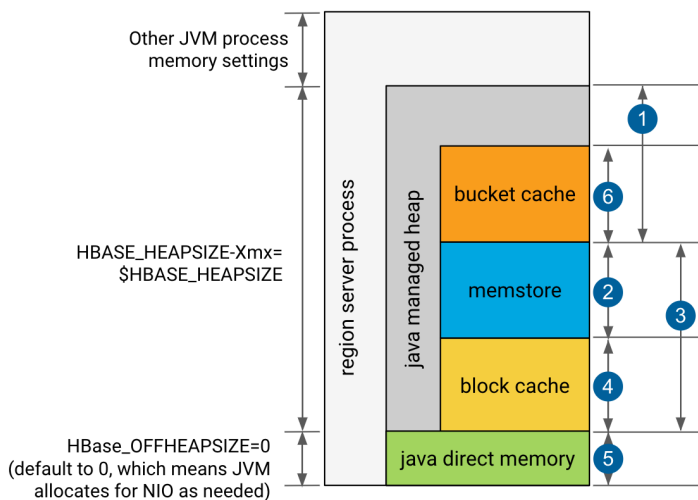 Other JVM process
memory settings
1
bucket cache
6
HBASE_HEAPSIZE-Xmx=
$HBASE_HEAPSIZE
region server process
java managed heap
memstore
2
3
block cache
4
HBase_OFFHEAPSIZE=0
(default to 0, which means JVM
allocates for NIO as needed)
java direct memory
5